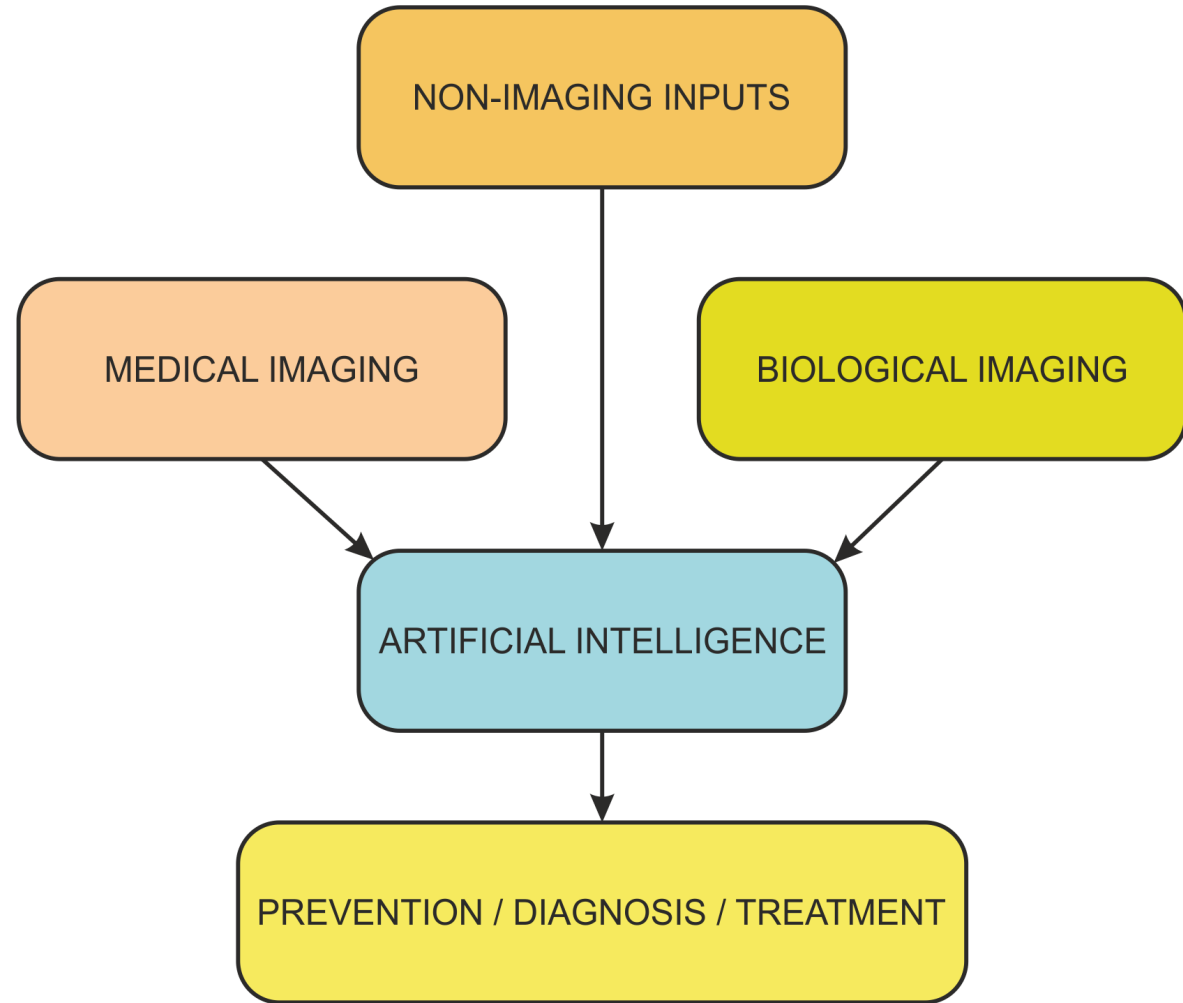 NON-IMAGING INPUTS
MEDICAL IMAGING
BIOLOGICAL IMAGING
ARTIFICIAL INTELLIGENCE
PREVENTION / DIAGNOSIS / TREATMENT